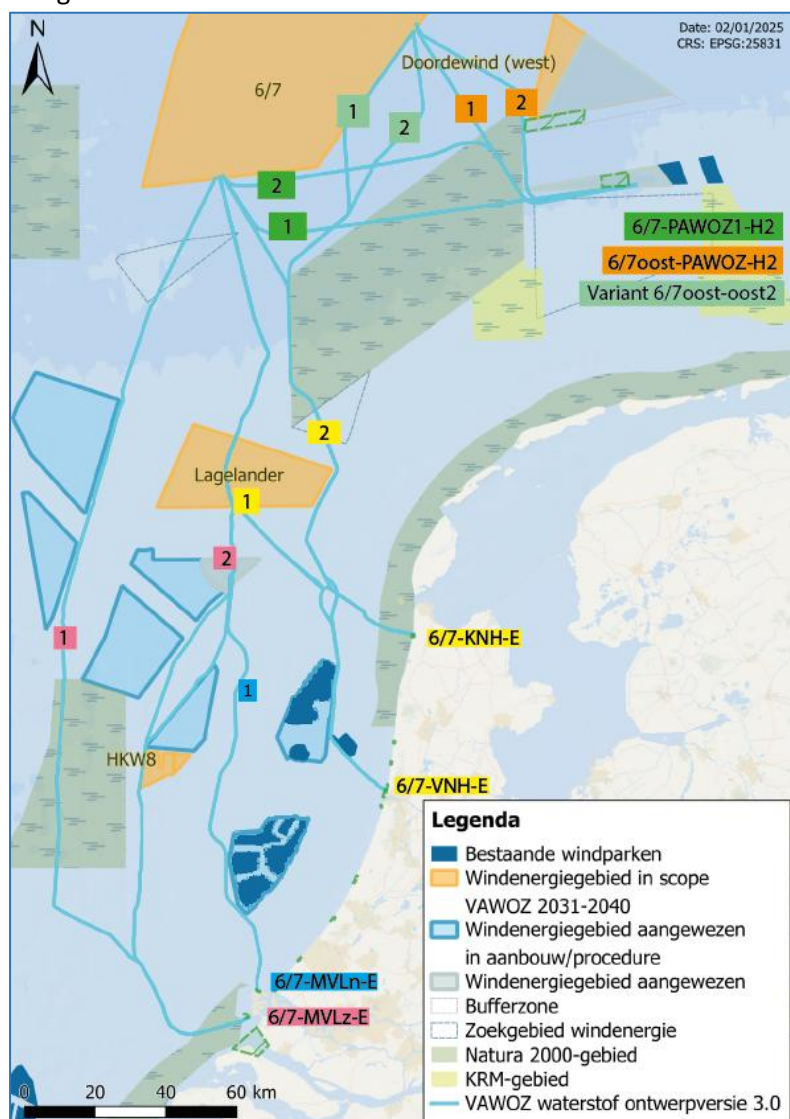 N
Date: 02/01/2025
CRS: EPSG:25831
Doordewind (west)
6/7
1
2
1
2
2
1
6/7-PAWOZ1-H2
6/7oost-PAWOZ-H2
Variant 6/7oost-oost2
2
Lagelander
1
2
1
6/7-KNH-E
1
HKW8
6/7-VNH-E
6/7-MVLn-E
6/7-MVLz-E
0 20 40 60 km
Legenda
Bestaande windparken
Windenergiegebied in scope
VAWOZ 2031-2040
Windenergiegebied aangewezen
in aanbouw/procedure
Windenergiegebied aangewezen
Bufferzone
Zoekgebied windenergie
Natura 2000-gebied
KRM-gebied
VAWOZ waterstof ontwerpversie 3.0